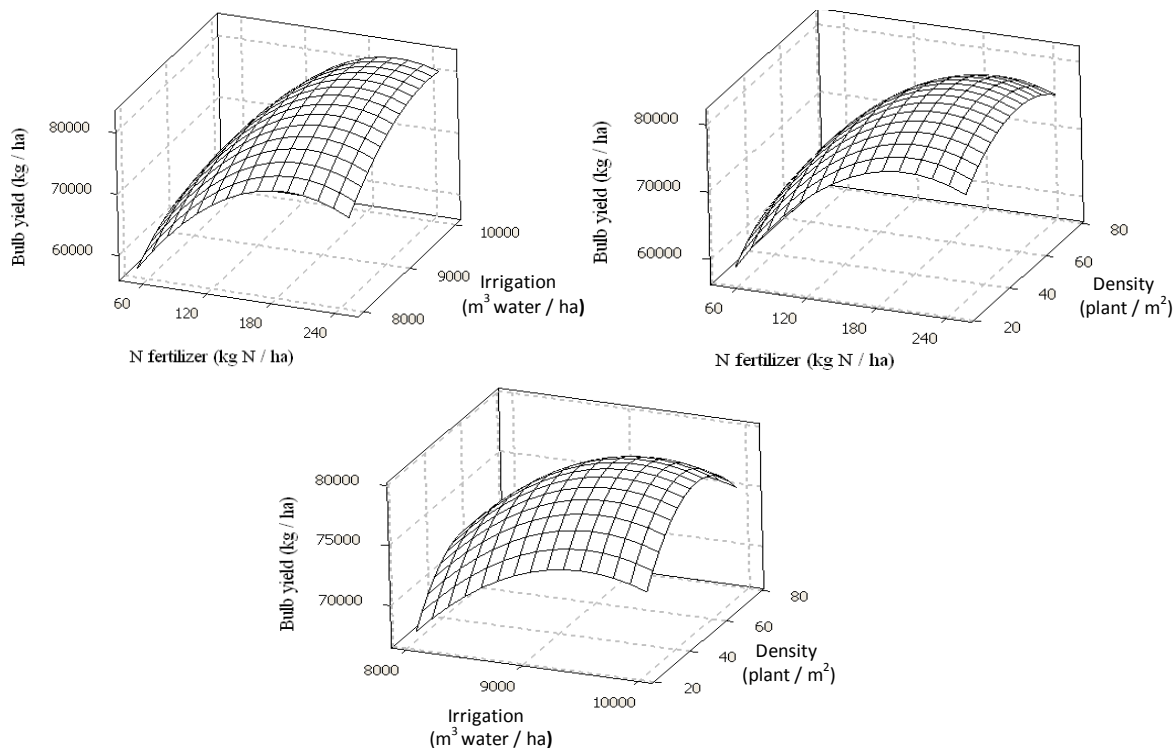 Bulb yield (kg / ha)
80000
70000
60000
60
120
180
240
N fertilizer (kg N / ha)
8000
9000
10000
Irrigation
(m³ water / ha)
Bulb yield (kg / ha)
80000
70000
60000
60
120
180
240
N fertilizer (kg N / ha)
20
40
60
80
Density
(plant / m²)
Bulb yield (kg / ha)
80000
75000
70000
8000
9000
10000
Irrigation
(m³ water / ha)
20
40
60
80
Density
(plant / m²)